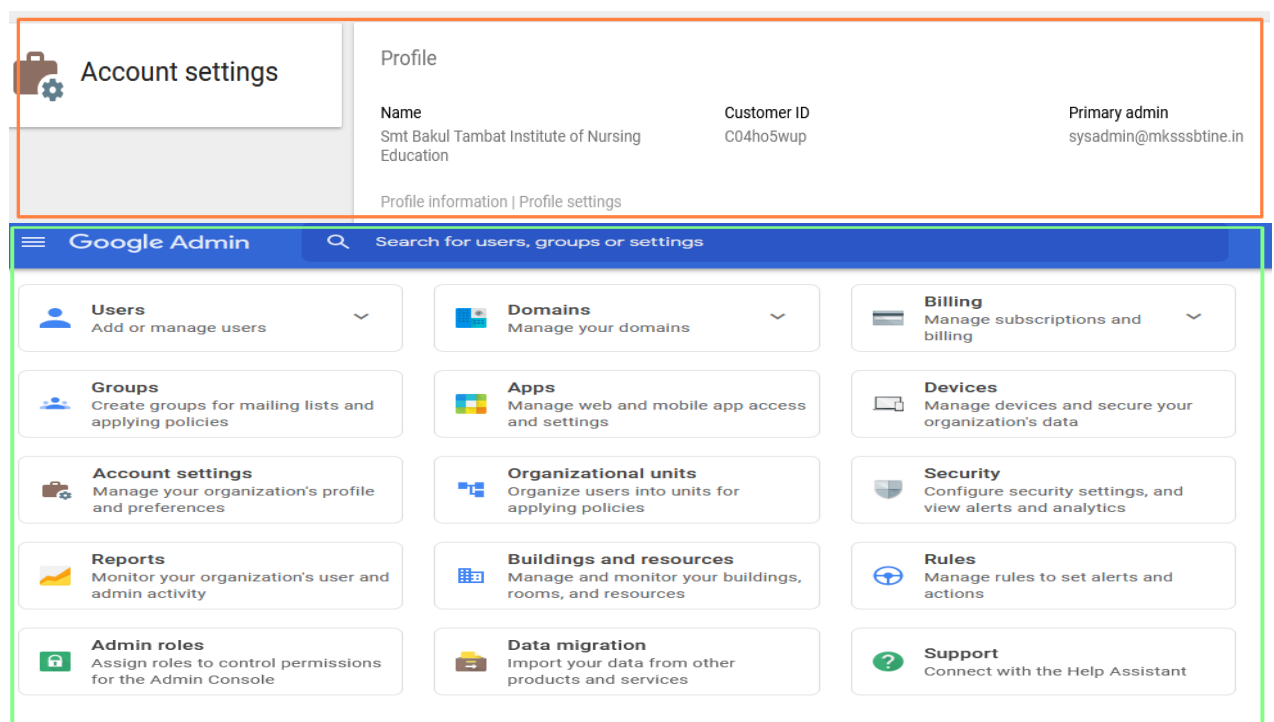 Account settings
Profile
Name
Customer ID
Primary admin
Smt Bakul Tambat Institute of Nursing
Education
C04ho5wup
sysadmin@mksssbtine.in
Profile information | Profile settings
Google Admin
Search for users, groups or settings
Users
Add or manage users
Domains
Manage your domains
Billing
Manage subscriptions and
billing
Groups
Create groups for mailing lists and
applying policies
Apps
Manage web and mobile app access
and settings
Devices
Manage devices and secure your
organization's data
Account settings
Manage your organization's profile
and preferences
Organizational units
Organize users into units for
applying policies
Security
Configure security settings, and
view alerts and analytics
Reports
Monitor your organization's user and
admin activity
Buildings and resources
Manage and monitor your buildings,
rooms, and resources
Rules
Manage rules to set alerts and
actions
Admin roles
Assign roles to control permissions
for the Admin Console
Data migration
Import your data from other
products and services
Support
Connect with the Help Assistant